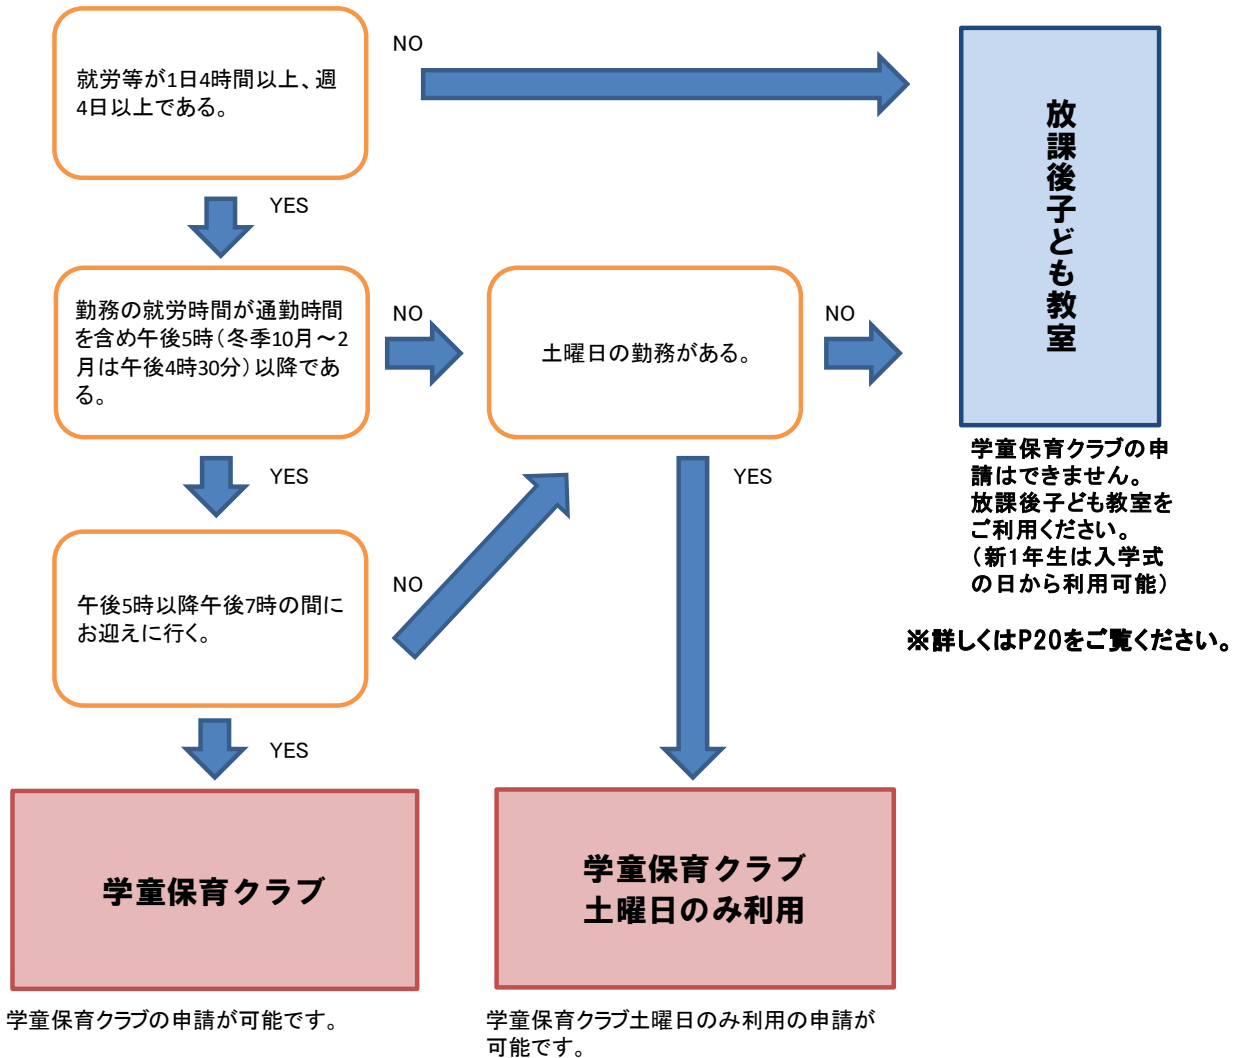 就労等が1日4時間以上、週
4日以上である。
NO
放課後子ども教室
YES
勤務の就労時間が通勤時間
を含め午後5時（冬季10月～2
月は午後4時30分）以降であ
る。
NO
土曜日の勤務がある。
NO
学童保育クラブの申
請はできません。
放課後子ども教室を
ご利用ください。
（新1年生は入学式
の日から利用可能）
※詳しくはP20をご覧ください。
YES
YES
午後5時以降午後7時の間に
お迎えに行く。
NO
YES
学童保育クラブ
学童保育クラブ
土曜日のみ利用
学童保育クラブの申請が可能です。
学童保育クラブ土曜日のみ利用の申請が
可能です。